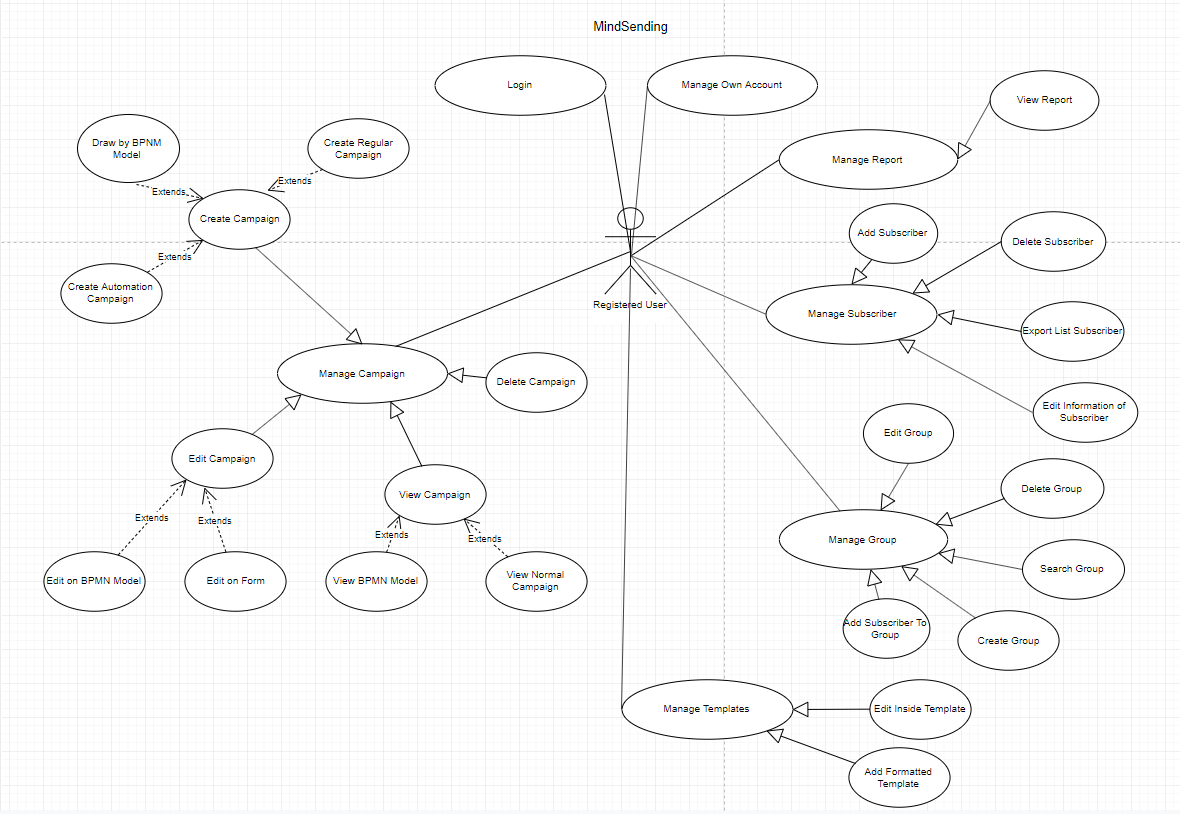 MindSending
Login
Manage Own Account
View Report
Draw by BPNM
Model
Create Regular
Campaign
Manage Report
Extends
Extends
Create Campaign
Add Subscriber
Delete Subscriber
Extends
Create Automation
Campaign
Registered User
Manage Subscriber
Export List Subscriber
Manage Campaign
Delete Campaign
Edit Information of
Subscriber
Edit Group
Edit Campaign
View Campaign
Delete Group
Extends
Extends
Extends
Extends
Manage Group
Search Group
Edit on BPMN Model
Edit on Form
View BPMN Model
View Normal
Campaign
Add Subscriber To
Group
Create Group
Manage Templates
Edit Inside Template
Add Formatted
Template